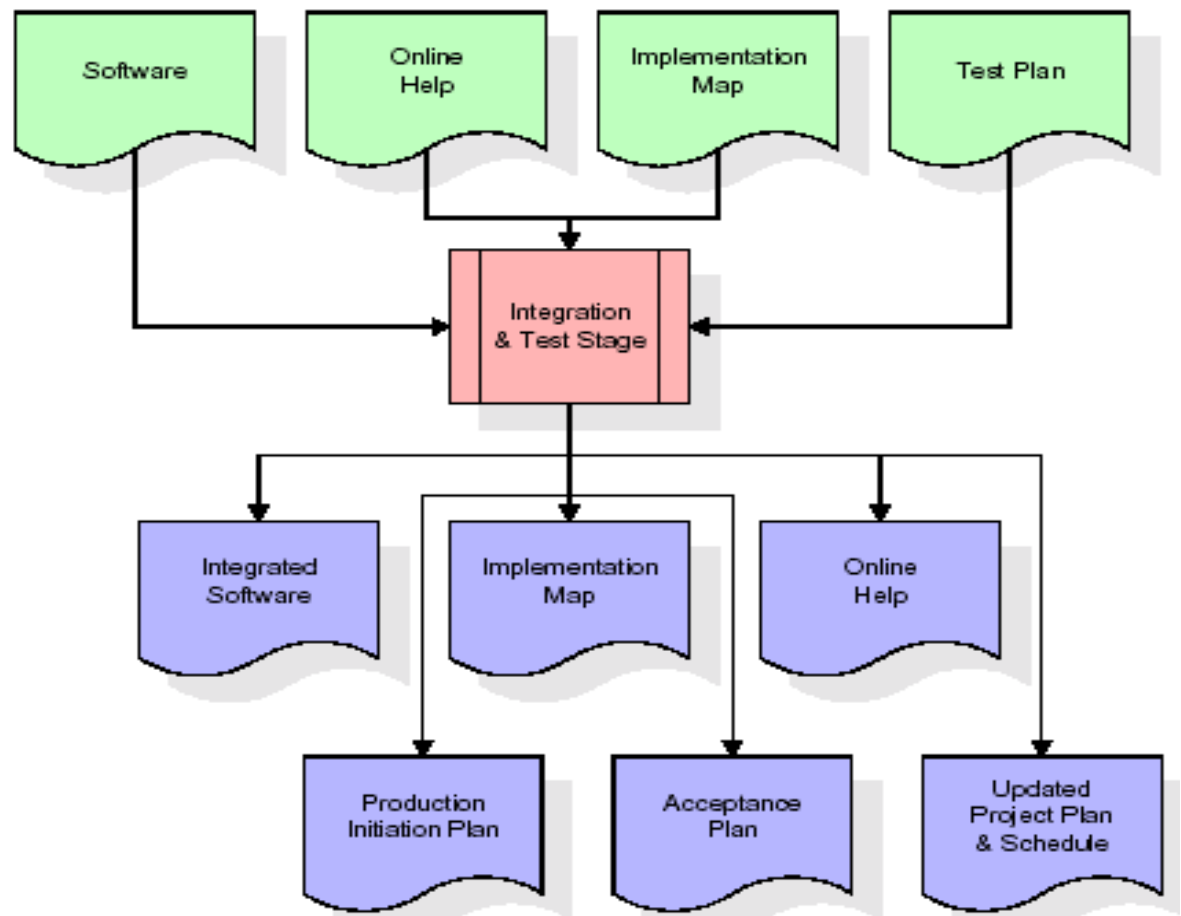 Software
Online
Help
Implementation
Map
Test Plan
Integration
& Test Stage
Integrated
Software
Implementation
Map
Online
Help
Production
Initiation Plan
Acceptance
Plan
Updated
Project Plan
& Schedule